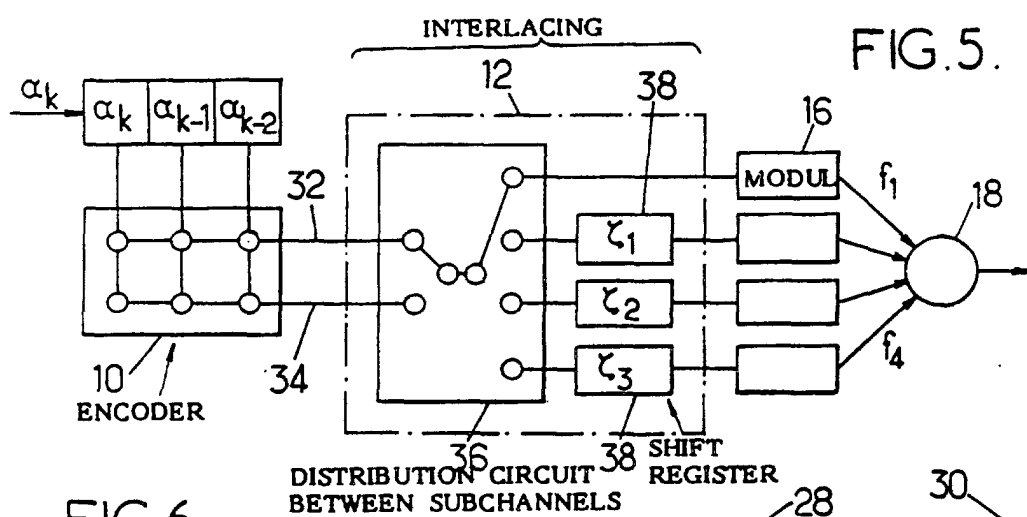 INTERLACING
FIG.5.
αk
αk αk-1 αk-2
12
38
16
MODUL
f1
18
32
ζ1
ζ2
ζ3
34
10
ENCODER
f4
36
38
SHIFT
REGISTER
DISTRIBUTION CIRCUIT
BETWEEN SUBCHANNELS
28
30